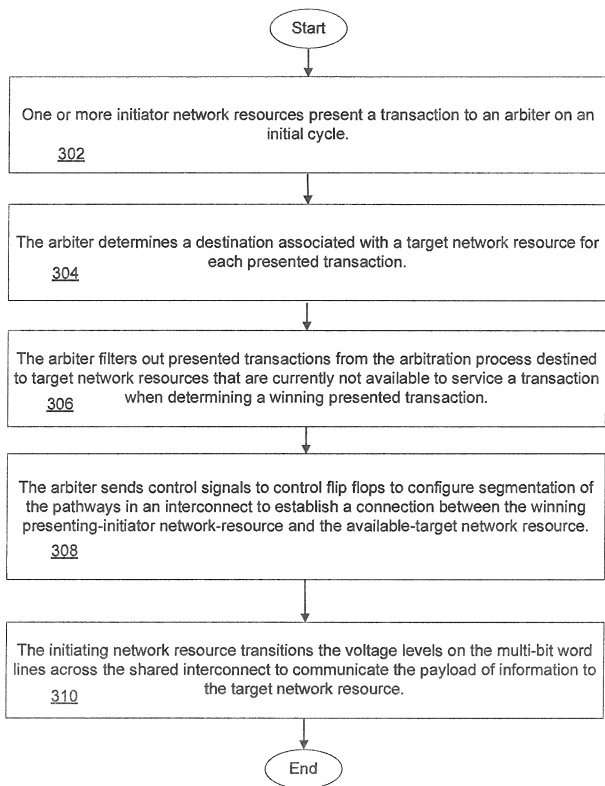 Start
One or more initiator network resources present a transaction to an arbiter on an
initial cycle.
302
The arbiter determines a destination associated with a target network resource for
each presented transaction.
304
The arbiter filters out presented transactions from the arbitration process destined
to target network resources that are currently not available to service a transaction
when determining a winning presented transaction.
306
The arbiter sends control signals to control flip flops to configure segmentation of
the pathways in an interconnect to establish a connection between the winning
presenting-initiator network-resource and the available-target network resource.
308
The initiating network resource transitions the voltage levels on the multi-bit word
lines across the shared interconnect to communicate the payload of information to
the target network resource.
310
End